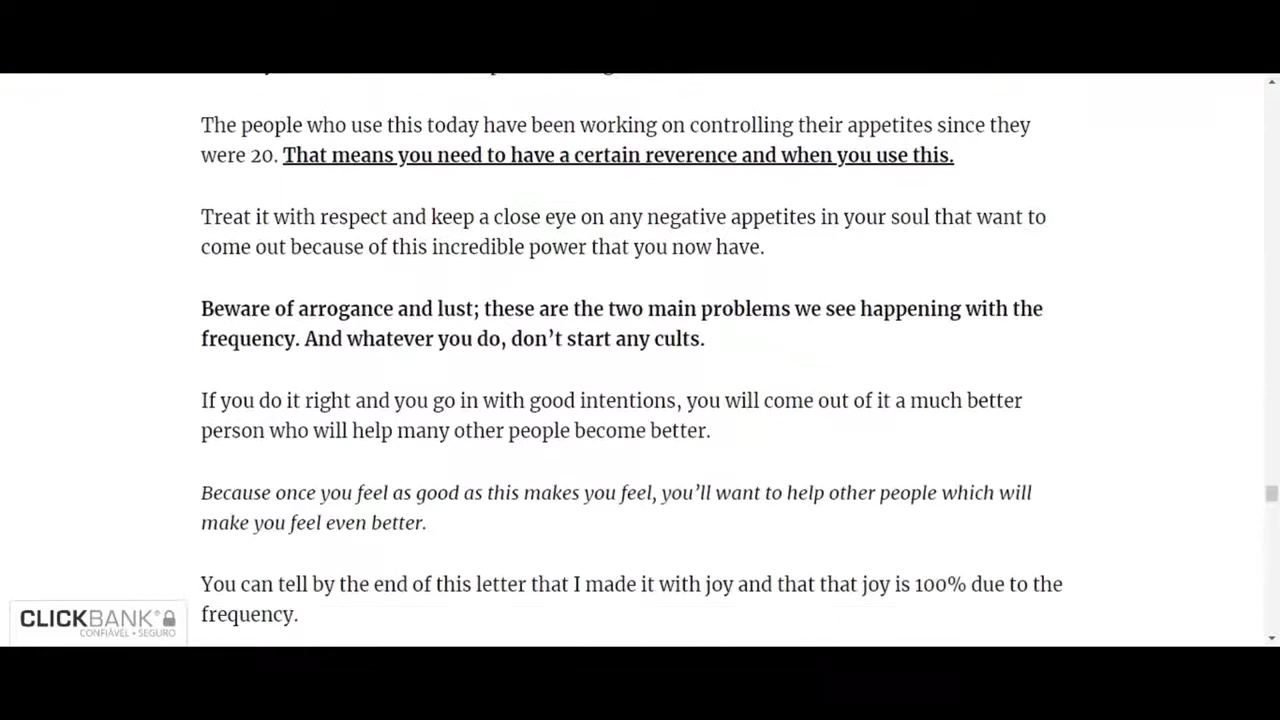 The people who use this today have been working on controlling their appetites since they
were 20. That means you need to have a certain reverence and when you use this.
Treat it with respect and keep a close eye on any negative appetites in your soul that want to
come out because of this incredible power that you now have.
Beware of arrogance and lust; these are the two main problems we see happening with the
frequency. And whatever you do, don’t start any cults.
If you do it right and you go in with good intentions, you will come out of it a much better
person who will help many other people become better.
Because once you feel as good as this makes you feel, you’ll want to help other people which will
make you feel even better.
You can tell by the end of this letter that I made it with joy and that that joy is 100% due to the
frequency.
CLICKBANK®
CONFIÁVEL • SEGURO